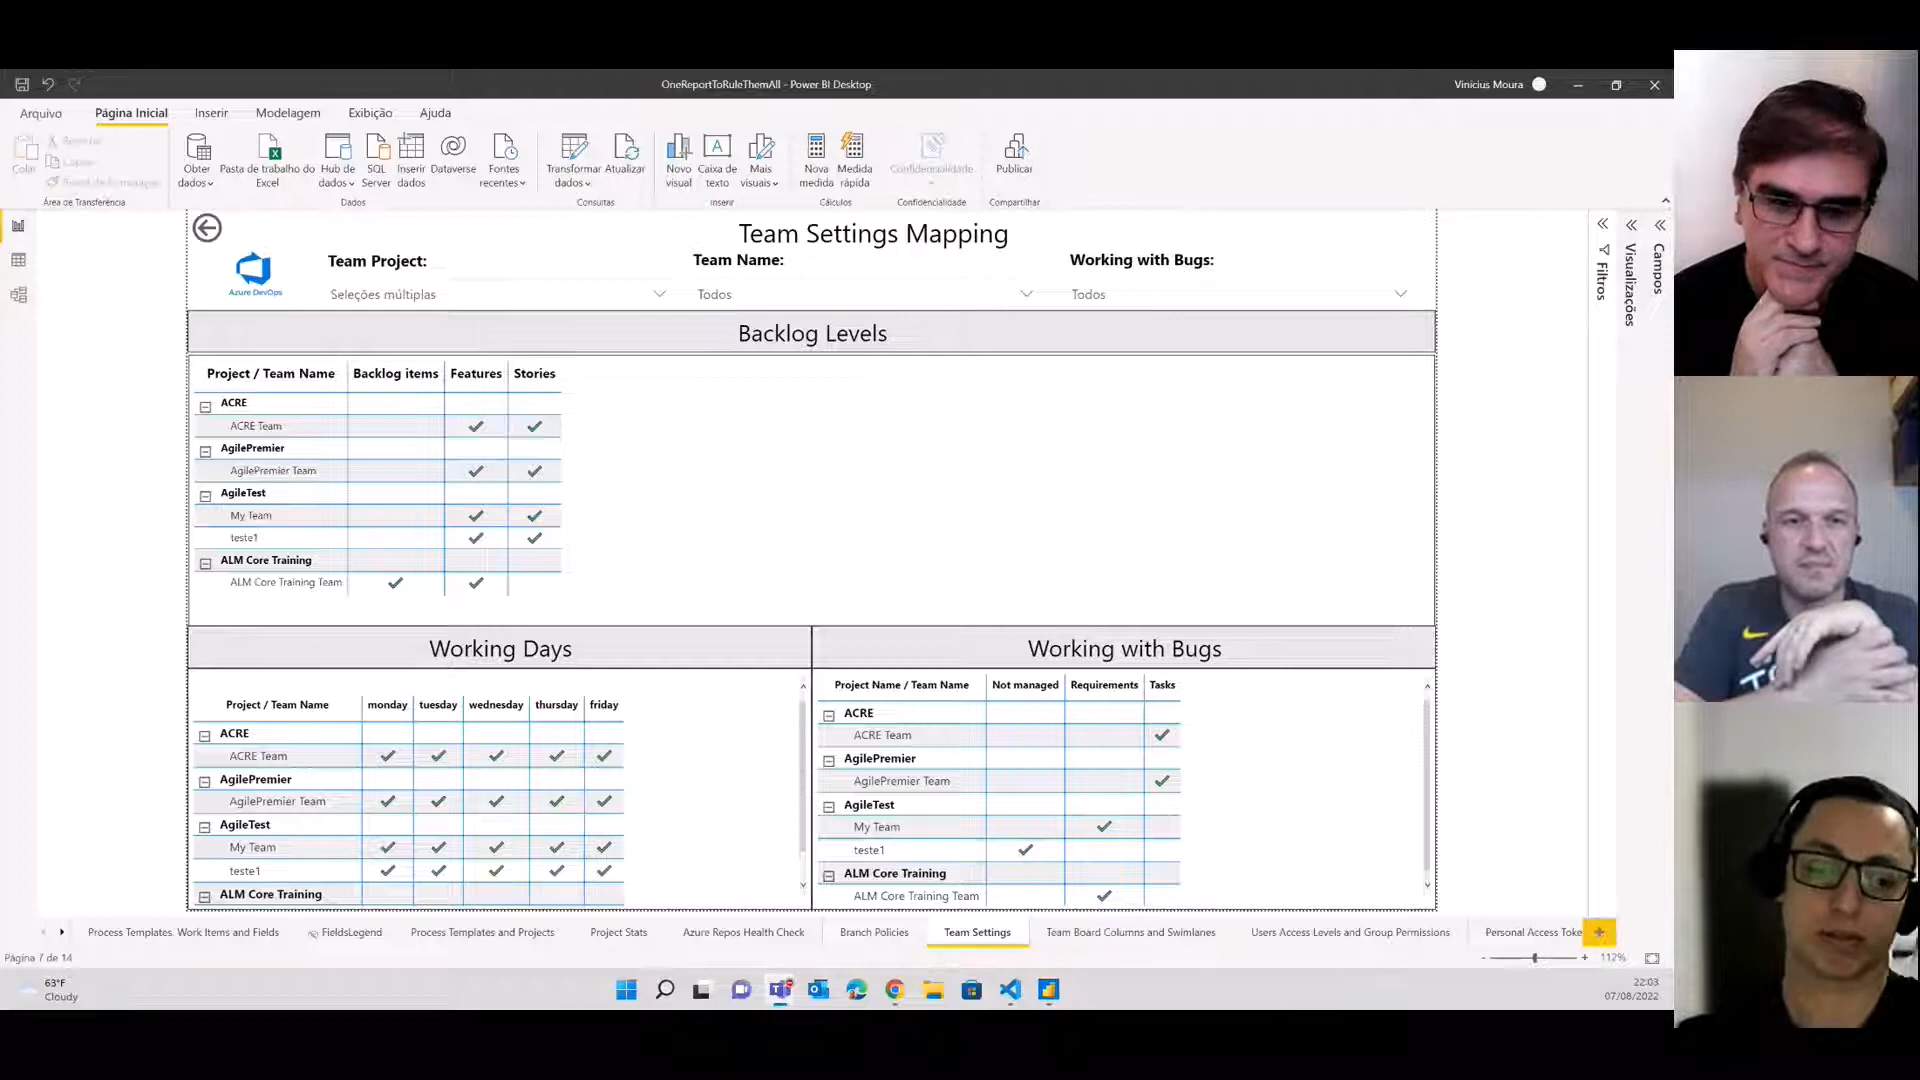 OneReportToRuleThemAll - Power BI Desktop
Vinicius Moura
Arquivo Página Inicial Inserir Modelagem Exibição Ajuda
Obter dados
Pasta de trabalho do Excel
Hub de dados
SQL Server
Inserir dados
Dataverse
Fontes recentes
Transformar dados
Atualizar
Novo visual
Caixa de texto
Mais visuais
Nova medida
Medida rápida
Confidencialidade
Publicar
Área de Transferência Dados Consultas Inserir Cálculos Confidencialidade Compartilhar
Team Settings Mapping
Azure DevOps
Team Project: Team Name: Working with Bugs:
Seleções múltiplas Todos Todos
Filtros
Visualizações
Campos
Backlog Levels
Project / Team Name Backlog items Features Stories
ACRE
ACRE Team
AgilePremier
AgilePremier Team
AgileTest
My Team
teste1
ALM Core Training
ALM Core Training Team
Working Days
Project / Team Name monday tuesday wednesday thursday friday
ACRE
ACRE Team
AgilePremier
AgilePremier Team
AgileTest
My Team
teste1
ALM Core Training
Working with Bugs
Project Name / Team Name Not managed Requirements Tasks
ACRE
ACRE Team
AgilePremier
AgilePremier Team
AgileTest
My Team
teste1
ALM Core Training
ALM Core Training Team
Process Templates. Work Items and Fields FieldsLegend Process Templates and Projects Project Stats Azure Repos Health Check Branch Policies Team Settings Team Board Columns and Swimlanes Users Access Levels and Group Permissions Personal Access Toke
Página 7 de 14
- + 112%
63°F
Cloudy
22:03
07/08/2022